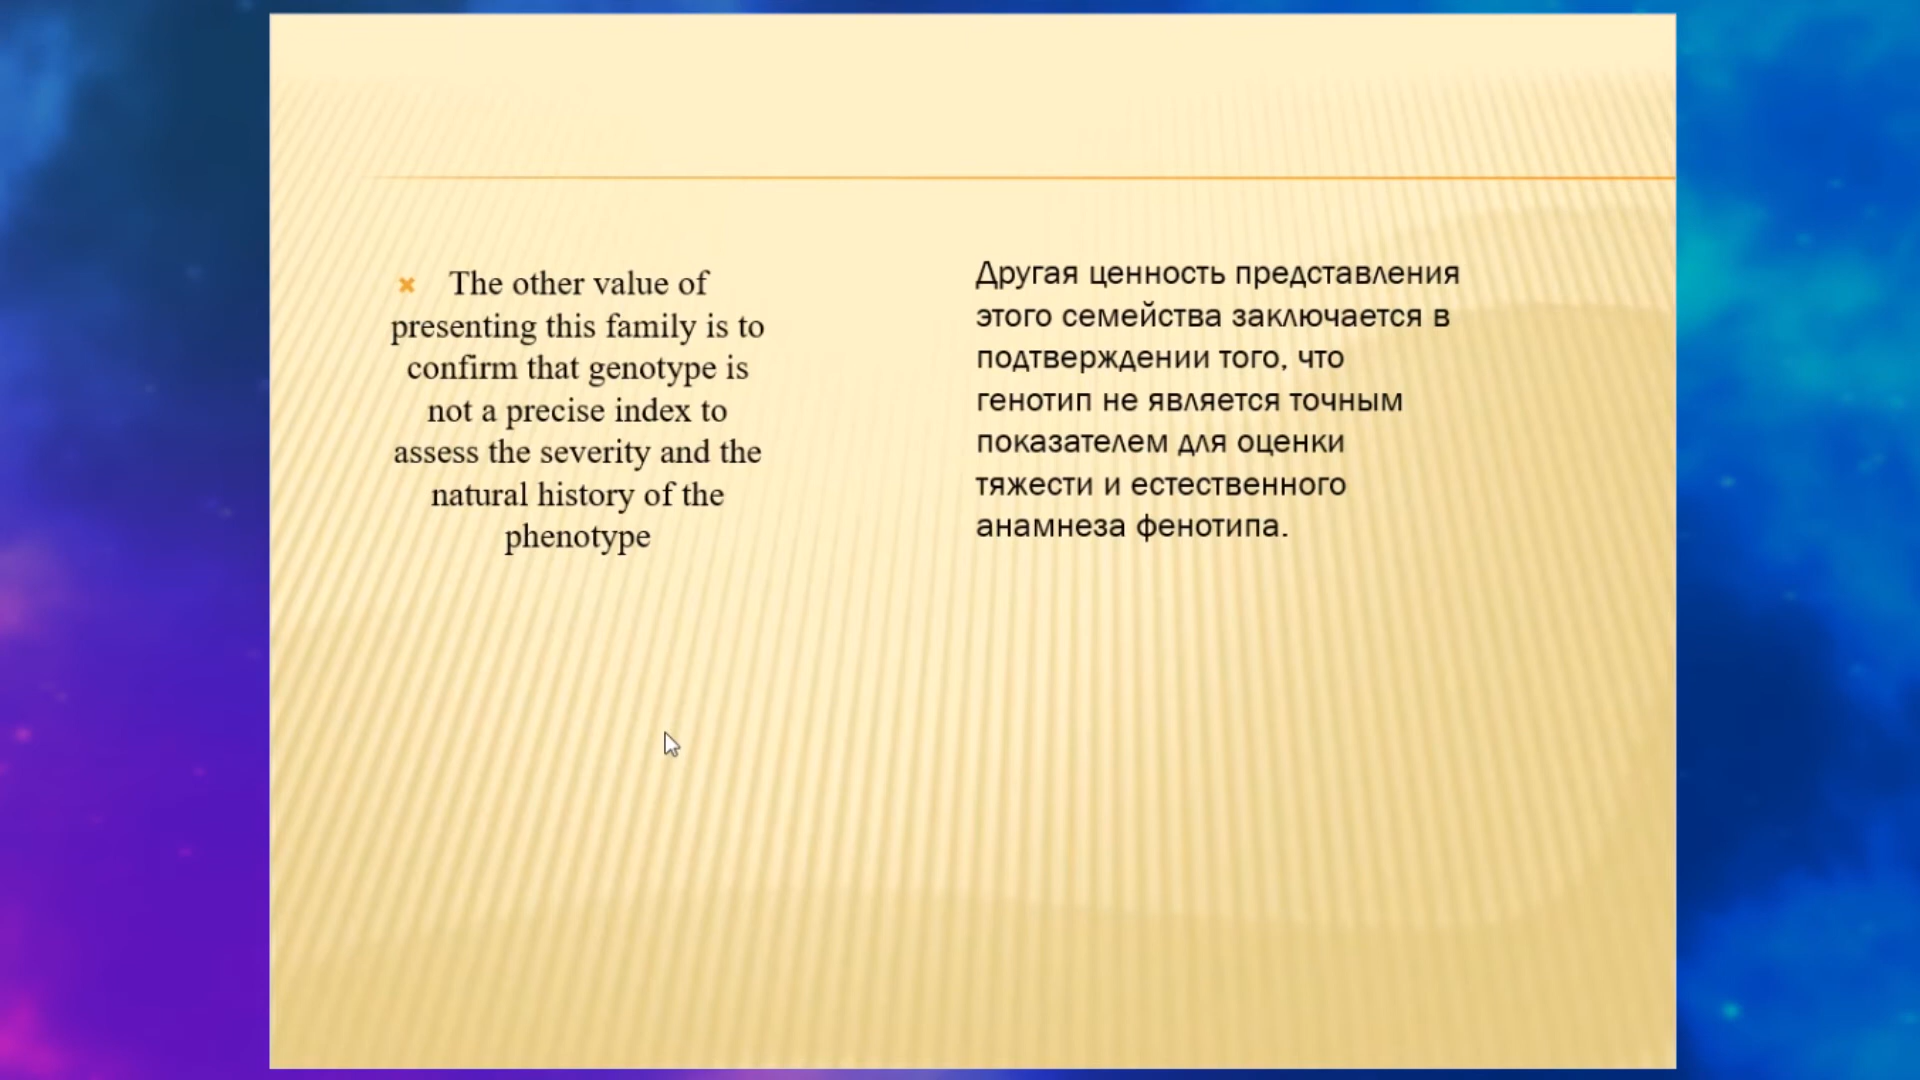 The other value of
presenting this family is to
confirm that genotype is
not a precise index to
assess the severity and the
natural history of the
phenotype
Другая ценность представления
этого семейства заключается в
подтверждении того, что
генотип не является точным
показателем для оценки
тяжести и естественного
анамнеза фенотипа.